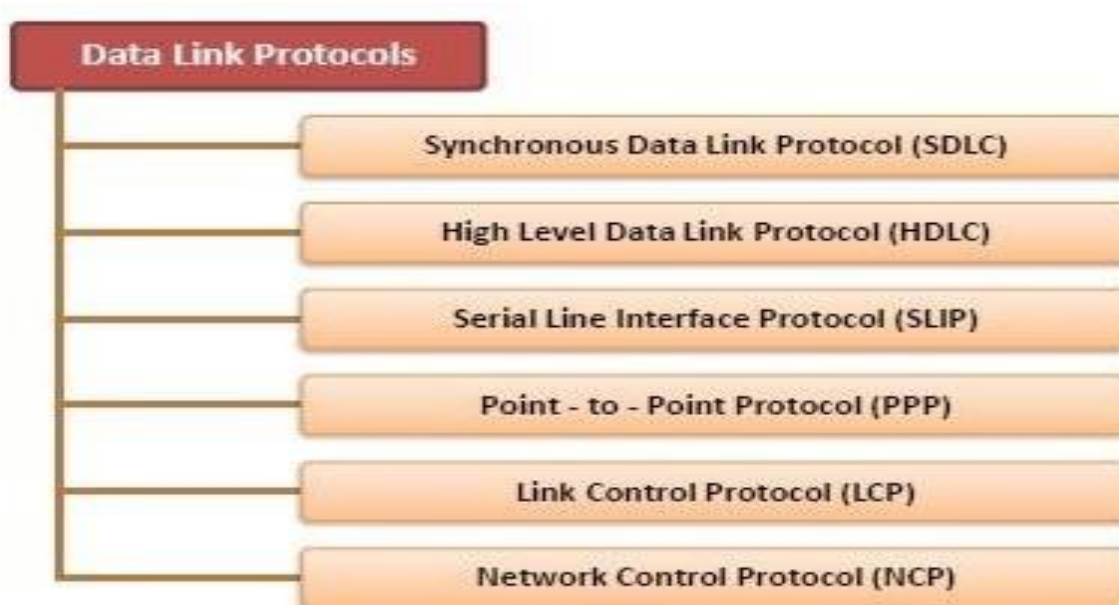 Data Link Protocols
Synchronous Data Link Protocol (SDLC)
High Level Data Link Protocol (HDLC)
Serial Line Interface Protocol (SLIP)
Point - to - Point Protocol (PPP)
Link Control Protocol (LCP)
Network Control Protocol (NCP)